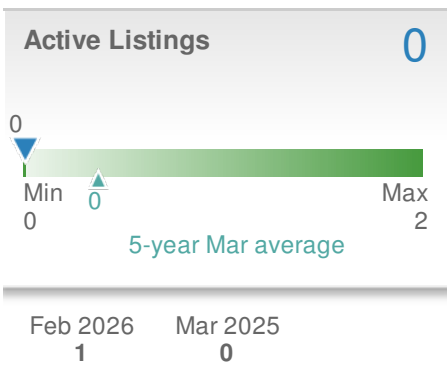 Active Listings 0
0
Min Max
0 0 2
5-year Mar average
Feb 2026 Mar 2025
1 0